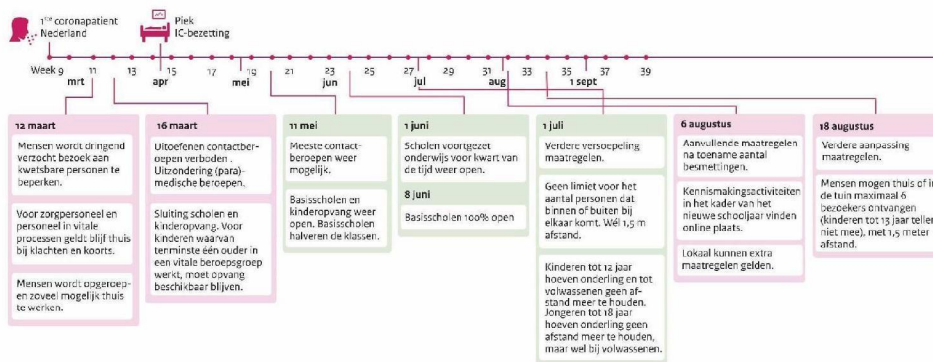 1ste coronapatient
Nederland
Piek
IC-bezetting
Week 9 11 13 15 17 19 21 23 25 27 29 31 33 35 37 39
mrt apr mei jun jul aug 1 sept
12 maart
Mensen wordt dringend
verzocht bezoek aan
kwetsbare personen te
beperken.
Voor zorgpersoneel en
personeel in vitale
processen geldt blijf thuis
bij klachten en koorts.
Mensen wordt opgeroep-
en zoveel mogelijk thuis
te werken.
16 maart
Uitoefenen contactber-
oepen verboden .
Uitzondering (para)-
medische beroepen.
Sluiting scholen en
kinderopvang. Voor
kinderen waarvan
tenminste één ouder in
een vitale beroepsgroep
werkt, moet opvang
beschikbaar blijven.
11 mei
Meeste contact-
beroepen weer
mogelijk.
Basisscholen en
kinderopvang weer
open. Basisscholen
halveren de klassen.
1 juni
Scholen voortgezet
onderwijs voor kwart van
de tijd weer open.
8 juni
Basisscholen 100% open
1 juli
Verdere versoepeling
maatregelen.
Geen limiet voor het
aantal personen dat
binnen of buiten bij
elkaar komt. Wél 1,5 m
afstand.
Kinderen tot 12 jaar
hoeven onderling en tot
volwassenen geen af-
stand meer te houden.
Jongeren tot 18 jaar
hoeven onderling geen
afstand meer te houden,
maar wel bij volwassenen.
6 augustus
Aanvullende maatregelen
na toename aantal
besmettingen.
Kennismakingsactiviteiten
in het kader van het
nieuwe schooljaar vinden
online plaats.
Lokaal kunnen extra
maatregelen gelden.
18 augustus
Verdere aanpassing
maatregelen.
Mensen mogen thuis of in
de tuin maximaal 6
bezoekers ontvangen
(kinderen tot 13 jaar teller
niet mee), met 1,5 meter
afstand.